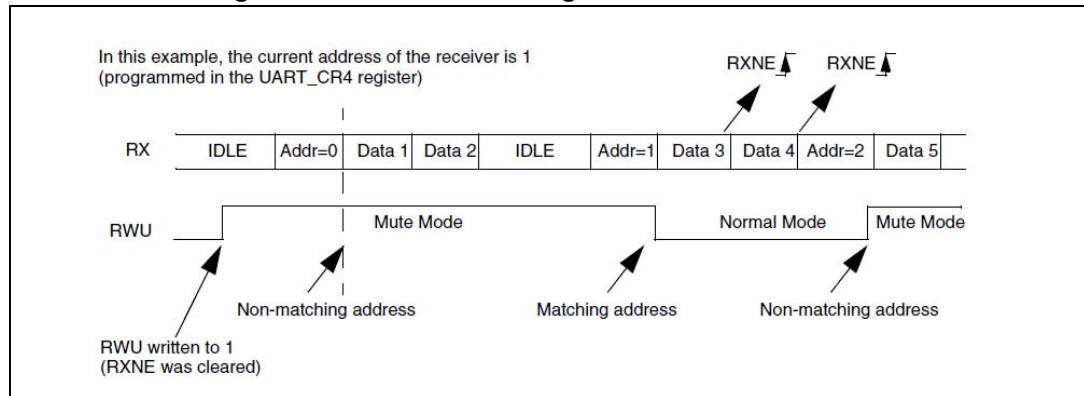 In this example, the current address of the receiver is 1
(programmed in the UART_CR4 register)
RXNE RXNE
RX IDLE Addr=0 Data 1 Data 2 IDLE Addr=1 Data 3 Data 4 Addr=2 Data 5
RWU Mute Mode Normal Mode Mute Mode
Non-matching address Matching address Non-matching address
RWU written to 1
(RXNE was cleared)